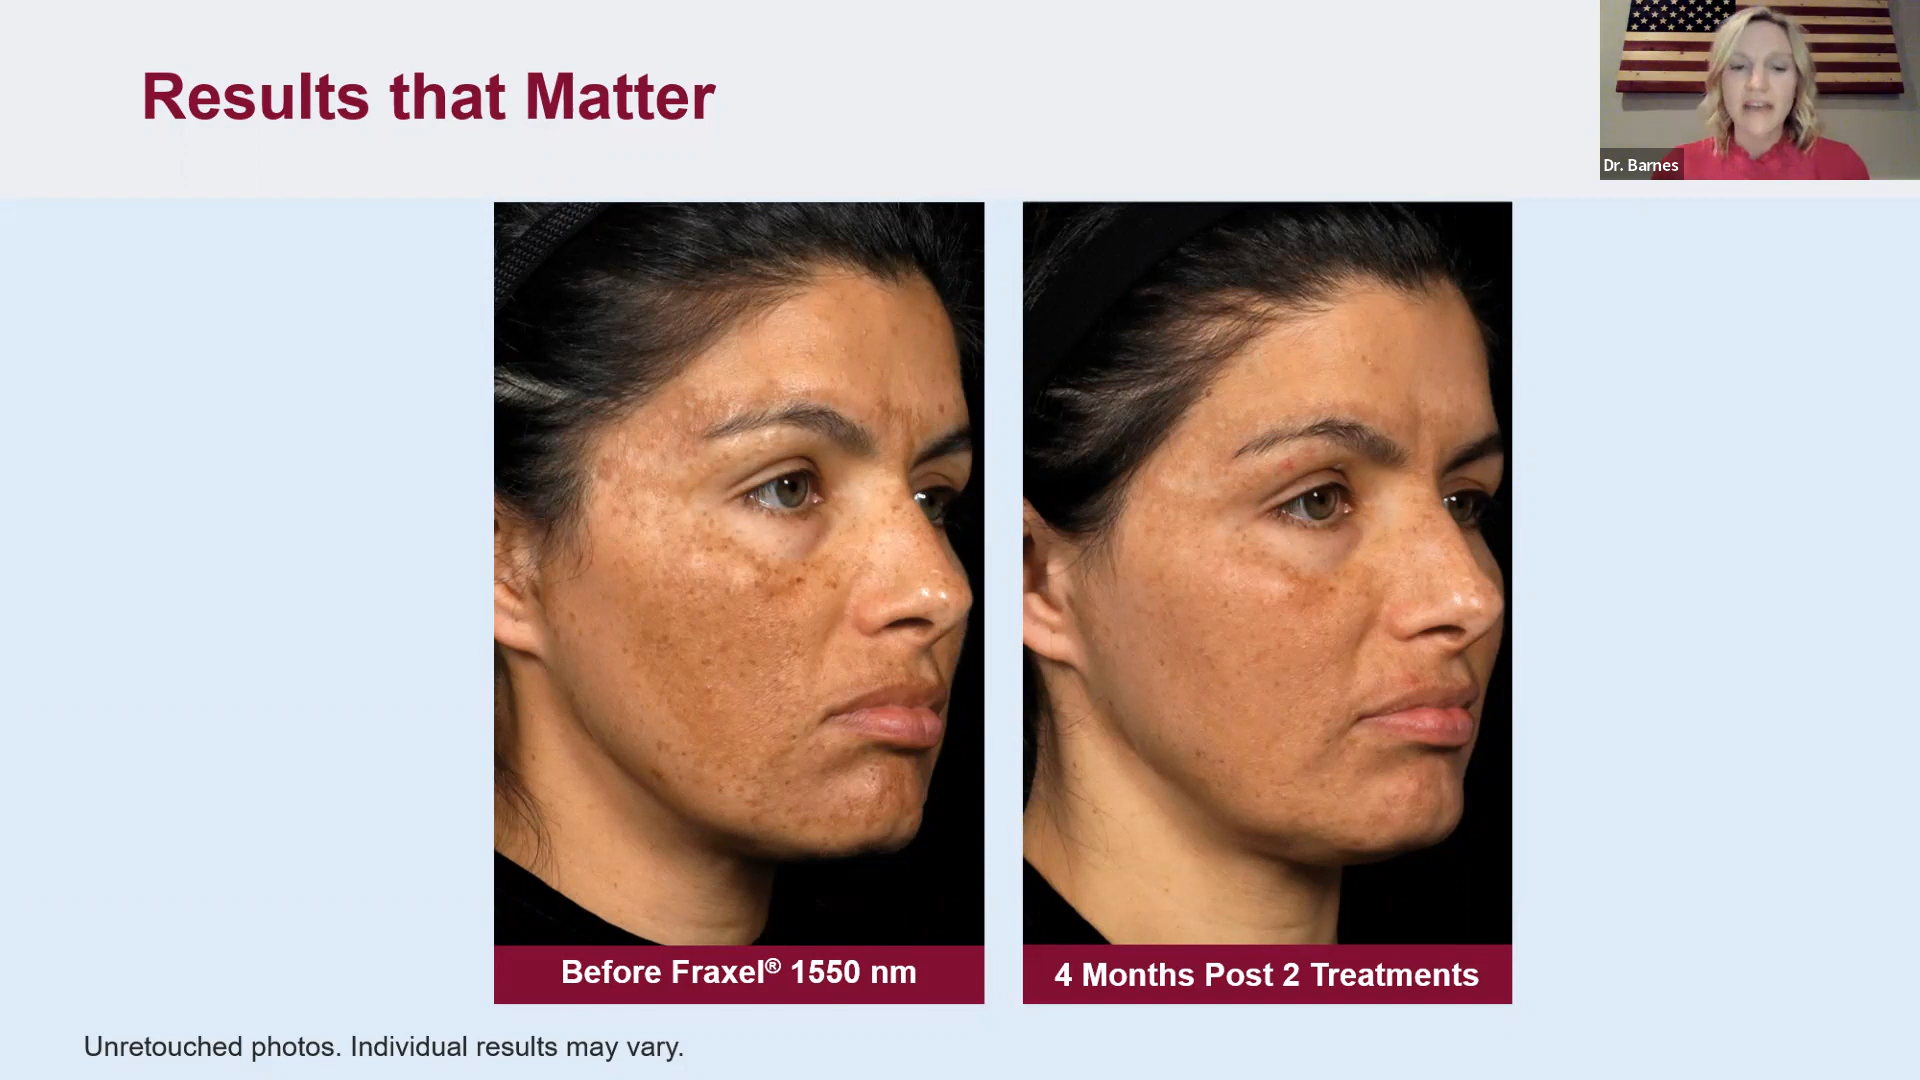 Results that Matter
Dr. Barnes
Before Fraxel® 1550 nm
4 Months Post 2 Treatments
Unretouched photos. Individual results may vary.